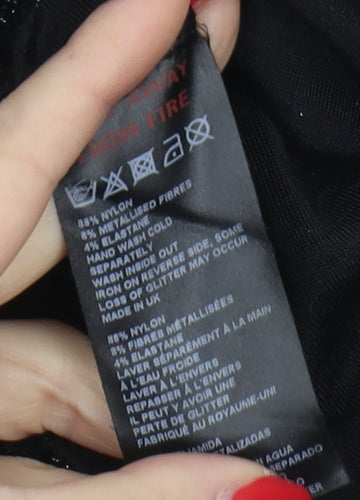 AWAY
FROM FIRE
88% NYLON
8% METALLISED FIBRES
4% ELASTANE
HAND WASH COLD
SEPARATELY
WASH INSIDE OUT
IRON ON REVERSE SIDE. SOME
LOSS OF GLITTER MAY OCCUR
MADE IN UK
88% NYLON
8% FIBRES MÉTALLISÉES
4% ELASTANE
LAVER SÉPARÉMENT À LA MAIN
À L'EAU FROIDE
LAVER À L'ENVERS
REPASSER À L'ENVERS
IL PEUT Y AVOIR UNE
PERTE DE GLITTER
FABRIQUÉ AU ROYAUME-UNI